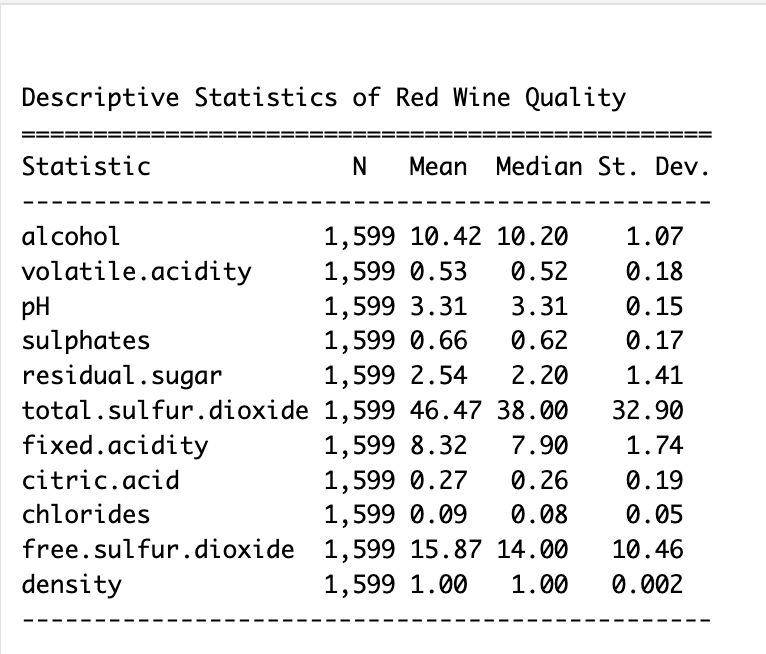 Descriptive Statistics of Red Wine Quality
================================================
Statistic              N   Mean  Median St. Dev.
------------------------------------------------
alcohol              1,599 10.42 10.20    1.07
volatile.acidity     1,599 0.53   0.52    0.18
pH                   1,599 3.31   3.31    0.15
sulphates            1,599 0.66   0.62    0.17
residual.sugar       1,599 2.54   2.20    1.41
total.sulfur.dioxide 1,599 46.47 38.00   32.90
fixed.acidity        1,599 8.32   7.90    1.74
citric.acid          1,599 0.27   0.26    0.19
chlorides            1,599 0.09   0.08    0.05
free.sulfur.dioxide  1,599 15.87 14.00   10.46
density              1,599 1.00   1.00   0.002
------------------------------------------------